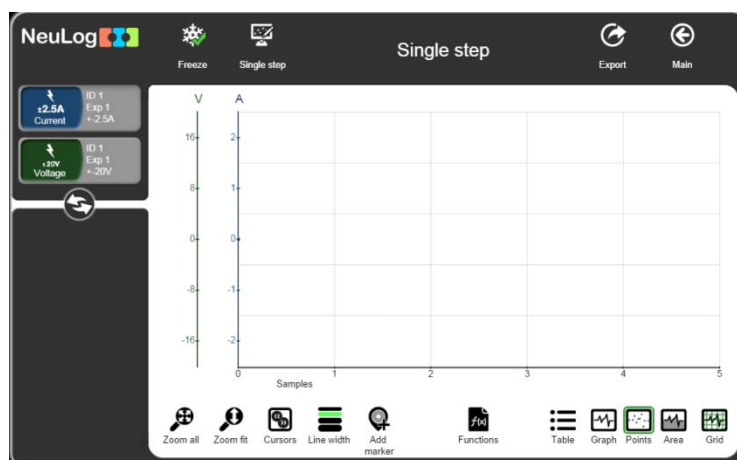 NeuLog
Freeze
Single step
Single step
Export
Main
±2.5A
Current
ID 1
Exp 1
+-2.5A
±20V
Voltage
ID 1
Exp 1
+-20V
V
A
16
8
0
-8
-16
2
1
0
-1
-2
0
1
2
3
4
5
Samples
Zoom all
Zoom fit
Cursors
Line width
Add
marker
f(x)
Functions
Table
Graph
Points
Area
Grid